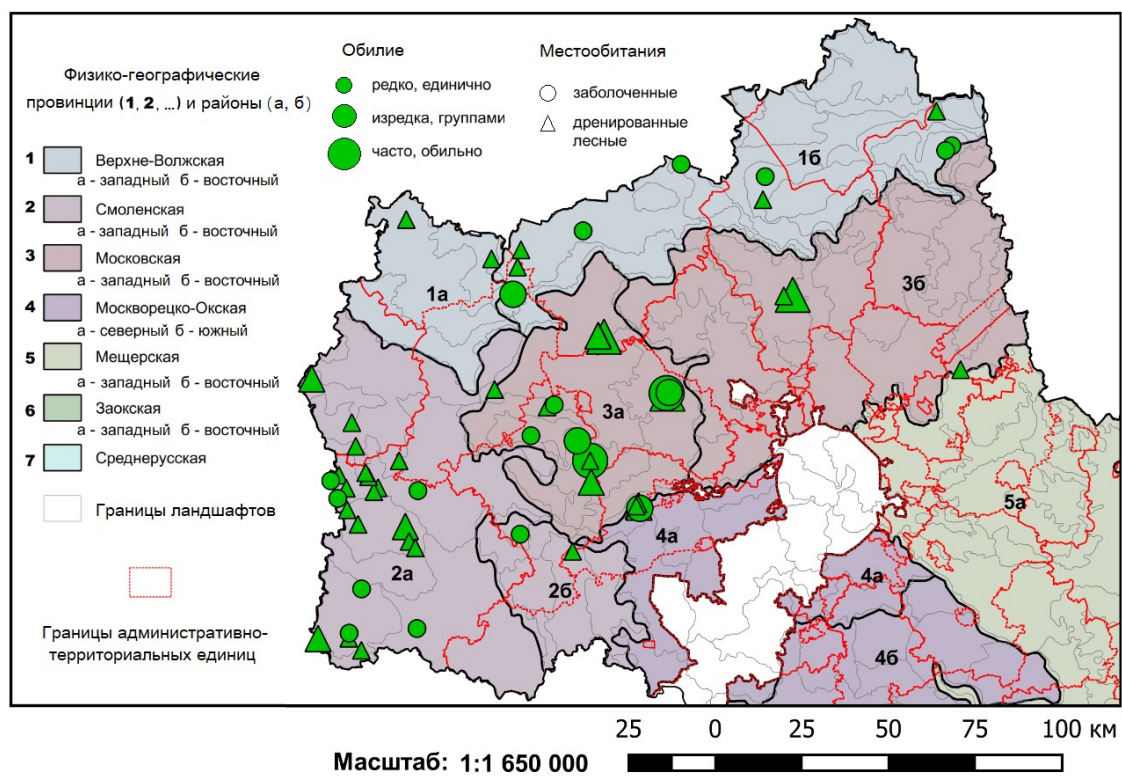 Физико-географические
провинции (1, 2, ...) и районы (а, б)
1 Верхне-Волжская
а - западный б - восточный
2 Смоленская
а - западный б - восточный
3 Московская
а - западный б - восточный
4 Москворецко-Окская
а - северный б - южный
5 Мещерская
а - западный б - восточный
6 Заокская
а - западный б - восточный
7 Среднерусская
Границы ландшафтов
Границы административно-
территориальных единиц
Обилие
редко, единично
изредка, группами
часто, обильно
Местообитания
заболоченные
дренированные
лесные
1б
1а
3б
3а
5а
4а
2а
2б
4а
4б
25 0 25 50 75 100 км
Масштаб: 1:1 650 000